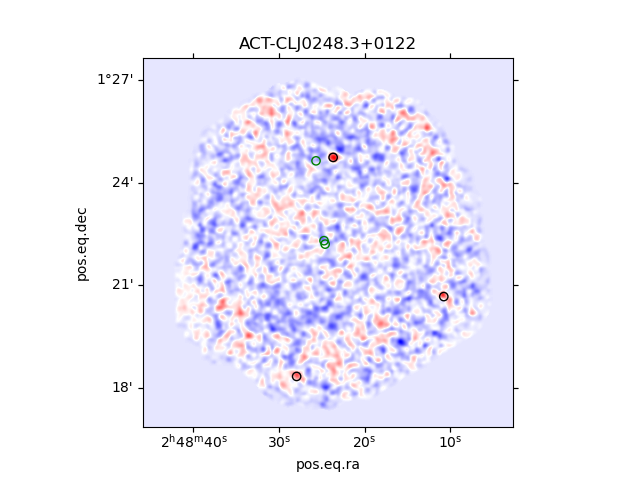 ACT-CLJ0248.3+0122
1°27'
24'
21'
18'
2ʰ48ᵐ40ˢ 30ˢ 20ˢ 10ˢ
pos.eq.ra
pos.eq.dec